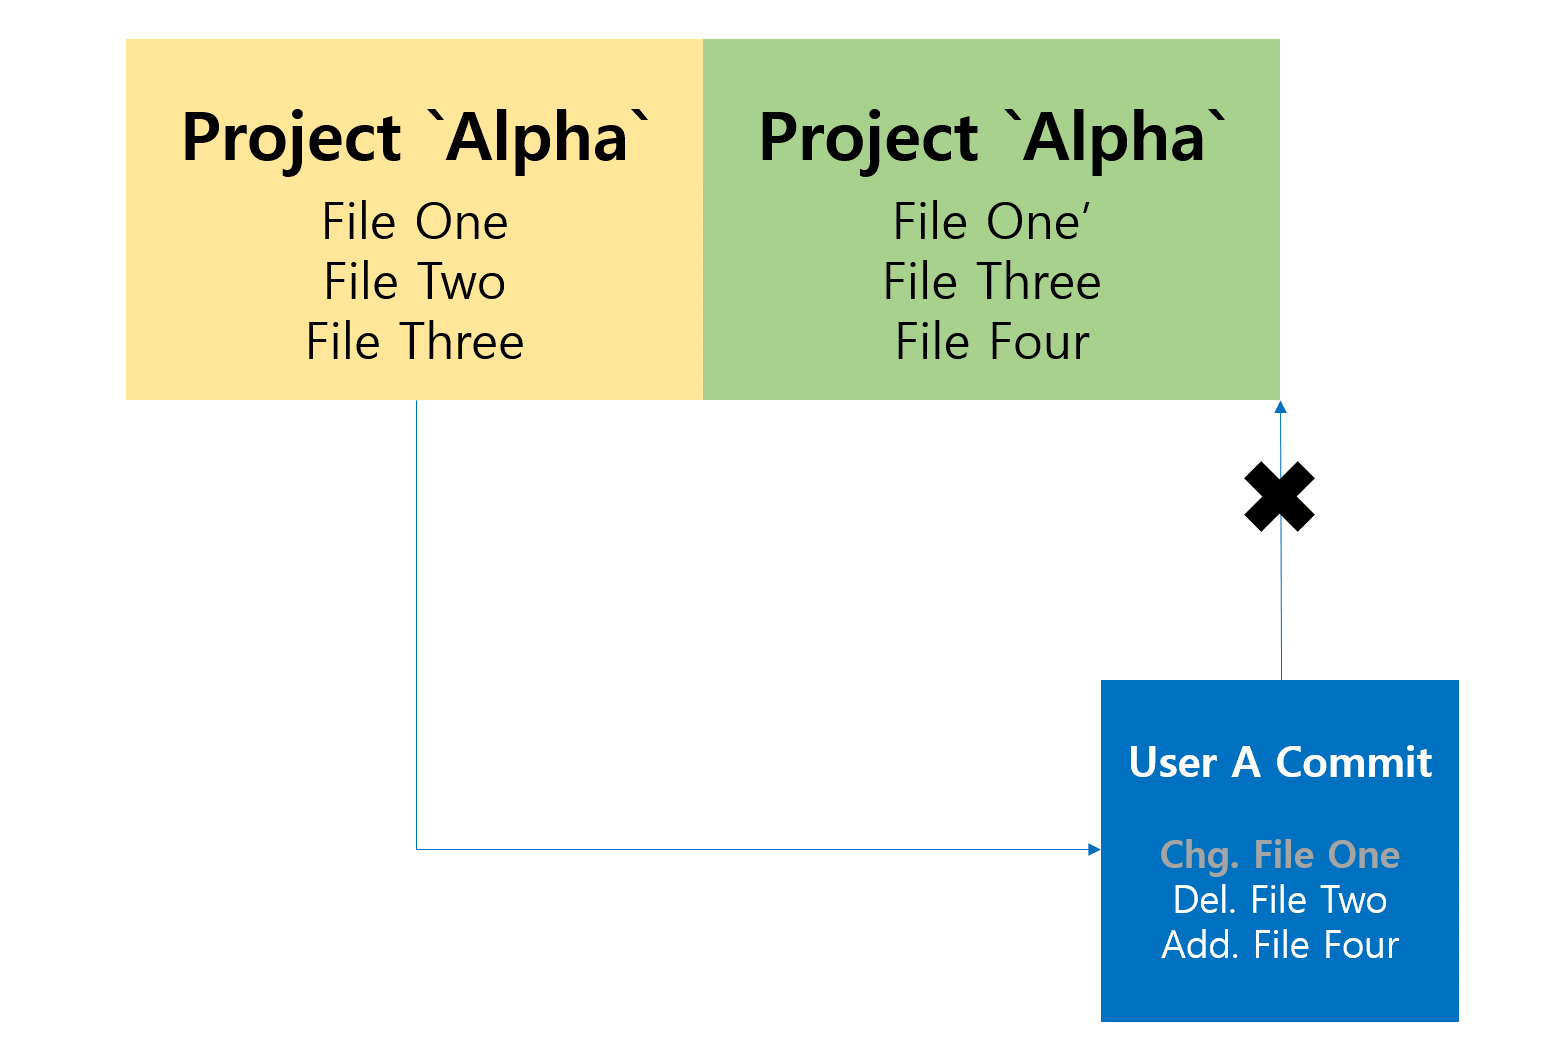 Project `Alpha`
File One
File Two
File Three
Project `Alpha`
File One’
File Three
File Four
User A Commit
Chg. File One
Del. File Two
Add. File Four